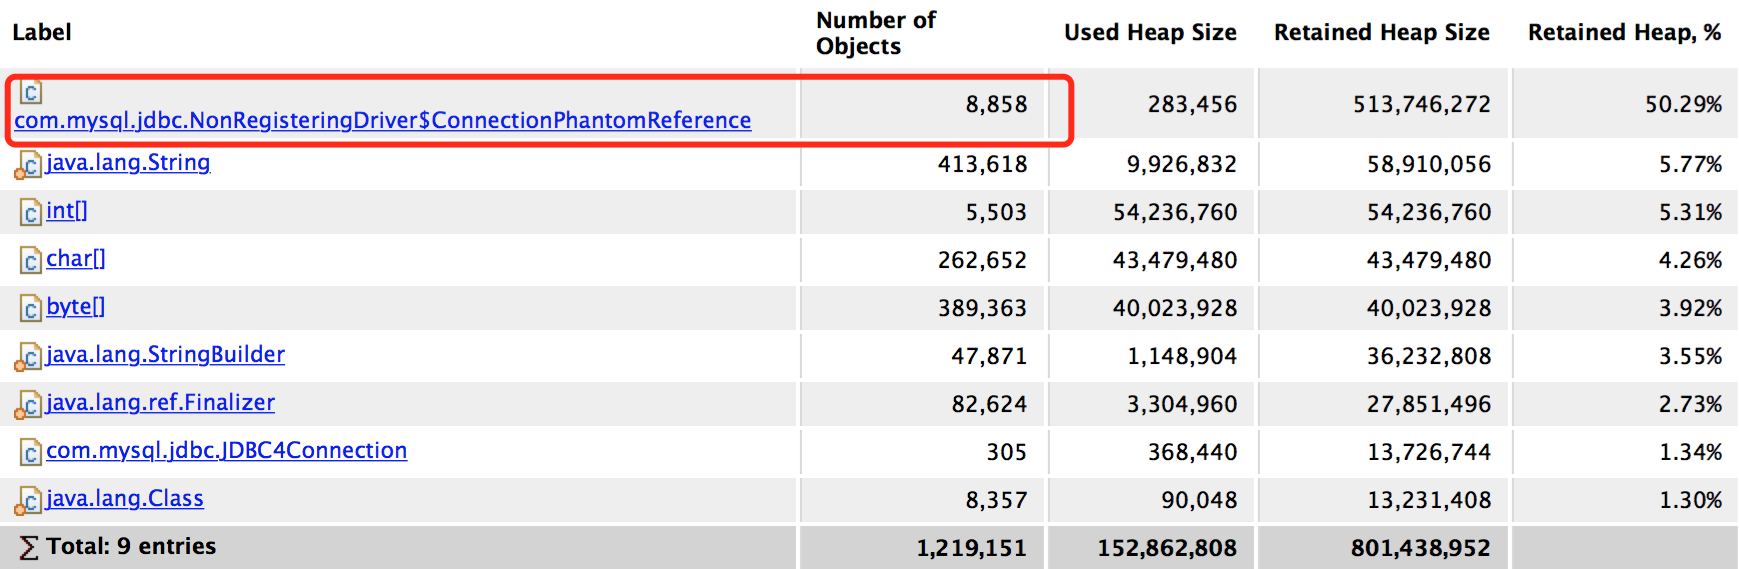 Label Number of Objects Used Heap Size Retained Heap Size Retained Heap, %
com.mysql.jdbc.NonRegisteringDriver$ConnectionPhantomReference 8,858 283,456 513,746,272 50.29%
java.lang.String 413,618 9,926,832 58,910,056 5.77%
int[] 5,503 54,236,760 54,236,760 5.31%
char[] 262,652 43,479,480 43,479,480 4.26%
byte[] 389,363 40,023,928 40,023,928 3.92%
java.lang.StringBuilder 47,871 1,148,904 36,232,808 3.55%
java.lang.ref.Finalizer 82,624 3,304,960 27,851,496 2.73%
com.mysql.jdbc.JDBC4Connection 305 368,440 13,726,744 1.34%
java.lang.Class 8,357 90,048 13,231,408 1.30%
Total: 9 entries 1,219,151 152,862,808 801,438,952